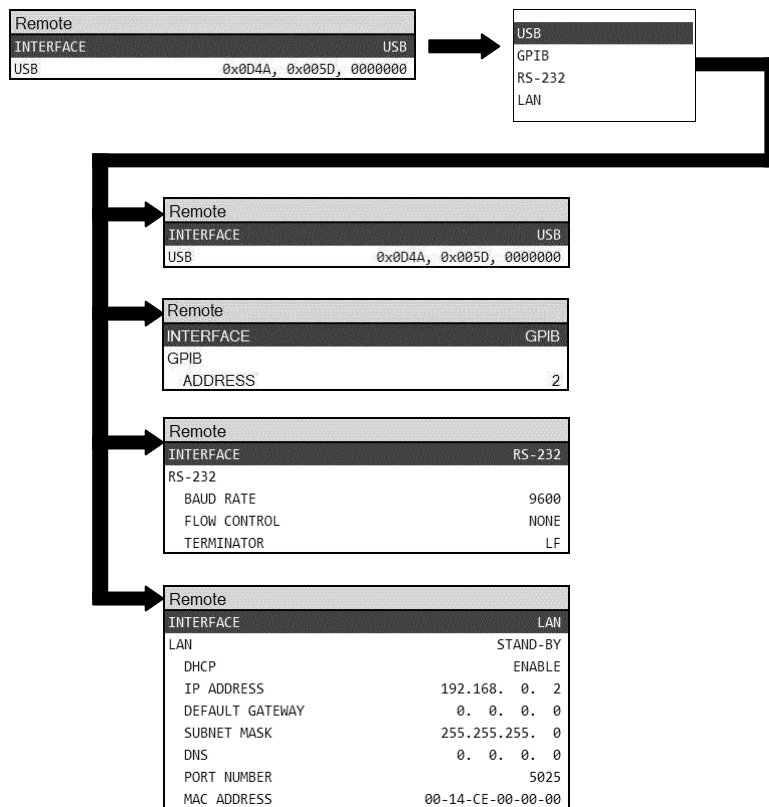 Remote
INTERFACE USB
USB 0x0D4A, 0x005D, 0000000
USB
GPIB
RS-232
LAN
Remote
INTERFACE USB
USB 0x0D4A, 0x005D, 0000000
Remote
INTERFACE GPIB
GPIB
ADDRESS 2
Remote
INTERFACE RS-232
RS-232
BAUD RATE 9600
FLOW CONTROL NONE
TERMINATOR LF
Remote
INTERFACE LAN
LAN STAND-BY
DHCP ENABLE
IP ADDRESS 192.168. 0. 2
DEFAULT GATEWAY 0. 0. 0. 0
SUBNET MASK 255.255.255. 0
DNS 0. 0. 0. 0
PORT NUMBER 5025
MAC ADDRESS 00-14-CE-00-00-00